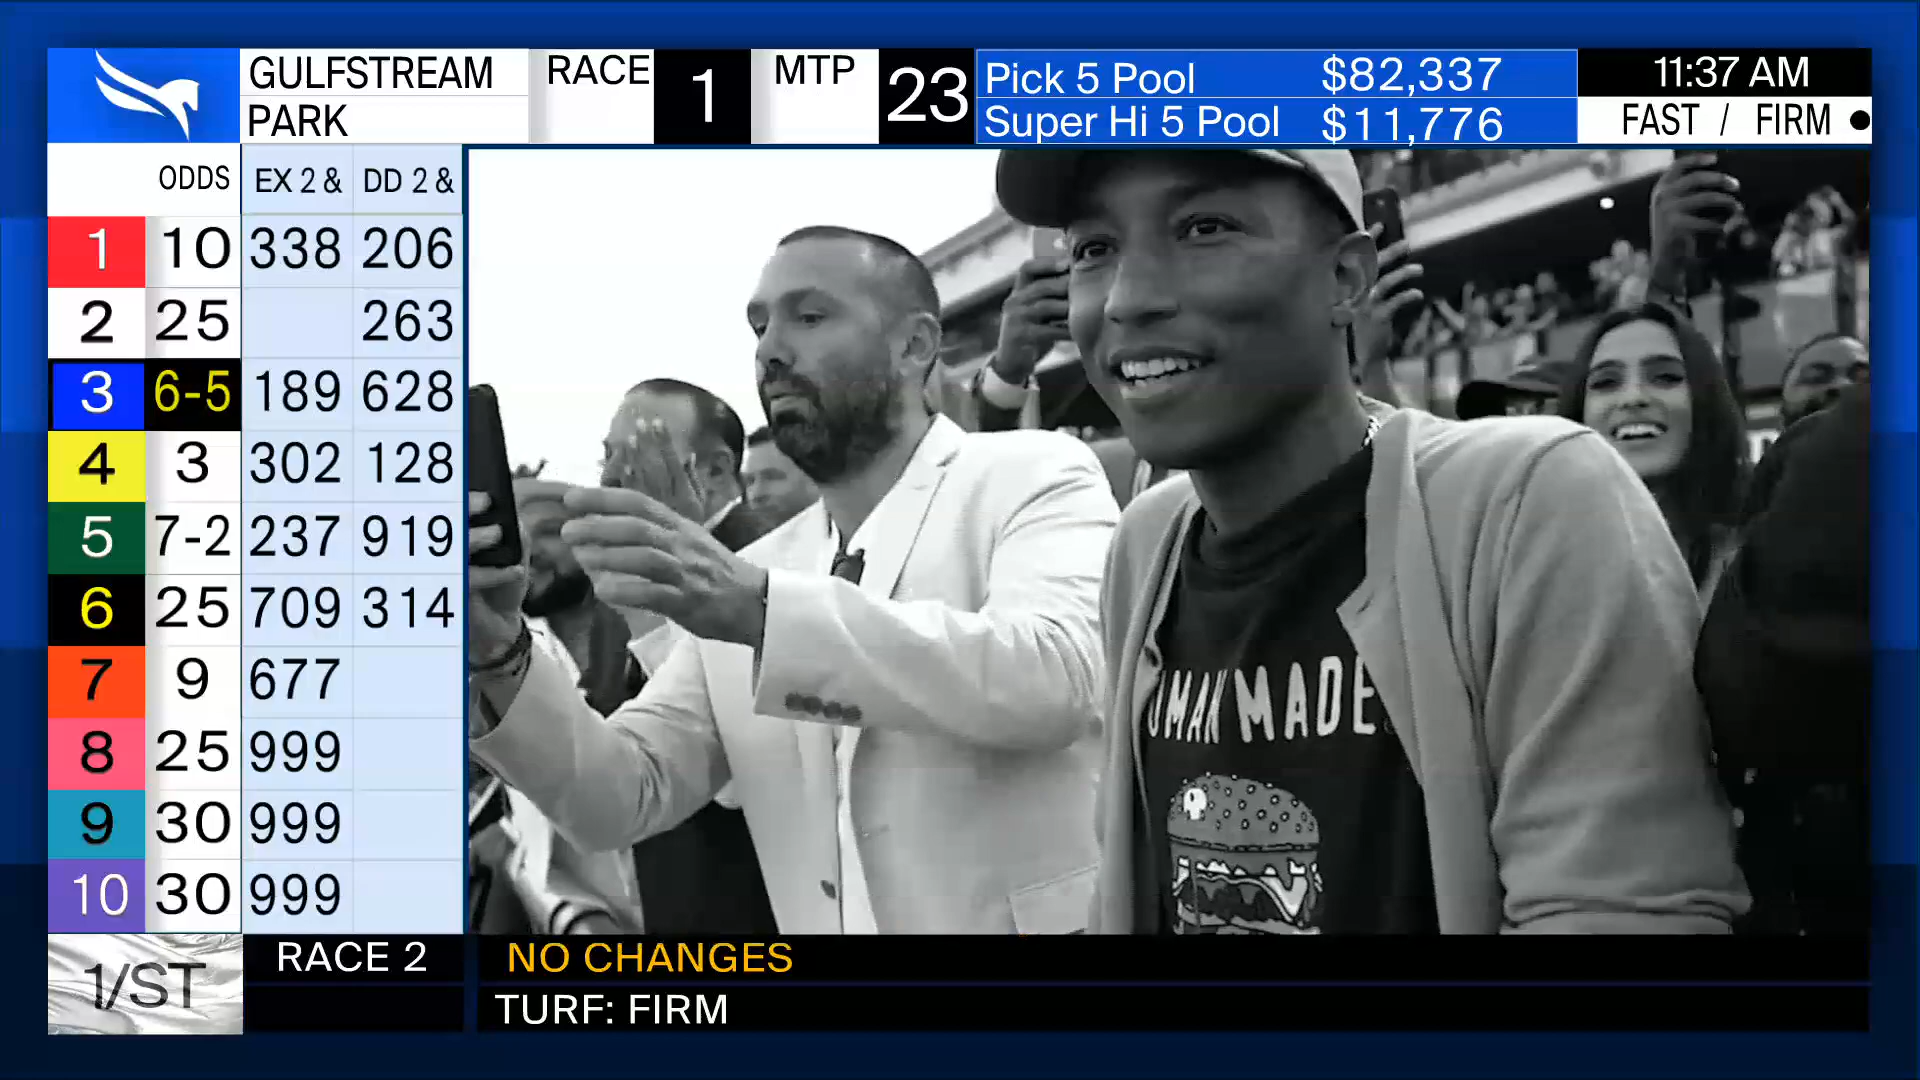 GULFSTREAM
PARK
RACE 1 MTP 23
Pick 5 Pool $82,337
Super Hi 5 Pool $11,776
11:37 AM
FAST / FIRM
ODDS EX 2 & DD 2 &
1 10 338 206
2 25 263
3 6-5 189 628
4 3 302 128
5 7-2 237 919
6 25 709 314
7 9 677
8 25 999
9 30 999
10 30 999
UMAN MADE
1/ST RACE 2 NO CHANGES
TURF: FIRM